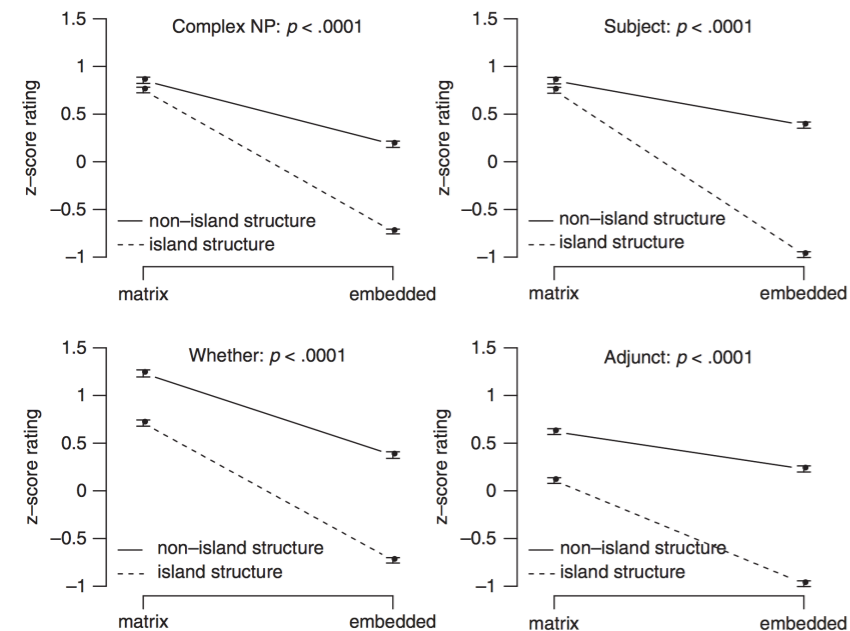 Complex NP: p < .0001
z–score rating
1.5
1
0.5
0
–0.5
–1
non–island structure
island structure
matrix embedded
Subject: p < .0001
z–score rating
1.5
1
0.5
0
–0.5
–1
non–island structure
island structure
matrix embedded
Whether: p < .0001
z–score rating
1.5
1
0.5
0
–0.5
–1
non–island structure
island structure
matrix embedded
Adjunct: p < .0001
z–score rating
1.5
1
0.5
0
–0.5
–1
non–island structure
island structure
matrix embedded